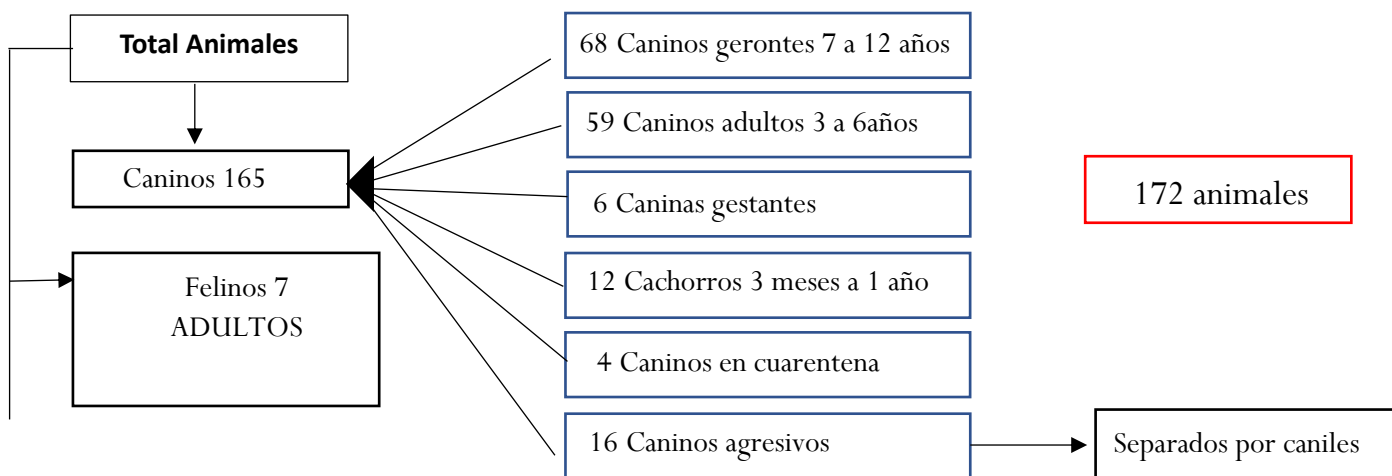 Total Animales
Caninos 165
Felinos 7
ADULTOS
68 Caninos gerontes 7 a 12 años
59 Caninos adultos 3 a 6años
6 Caninas gestantes
12 Cachorros 3 meses a 1 año
4 Caninos en cuarentena
16 Caninos agresivos
Separados por caniles
172 animales